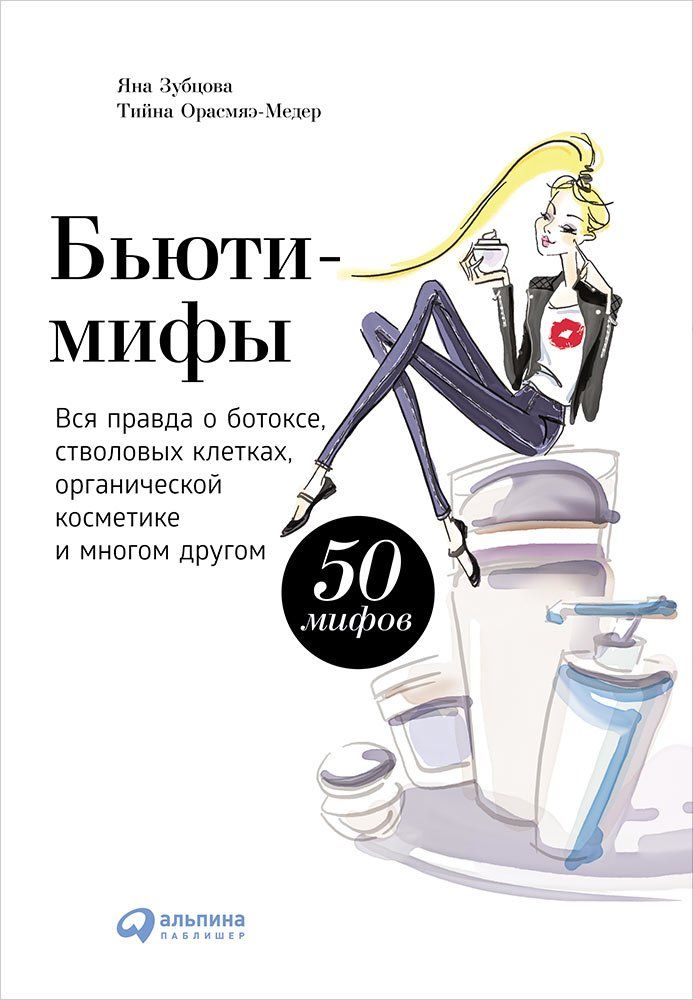 Яна Зубцова
Тийна Орасмяэ-Медер
Бьюти-
мифы
Вся правда о ботоксе,
стволовых клетках,
органической
косметике
и многом другом
50
мифов
альпина
ПАБЛИШЕР